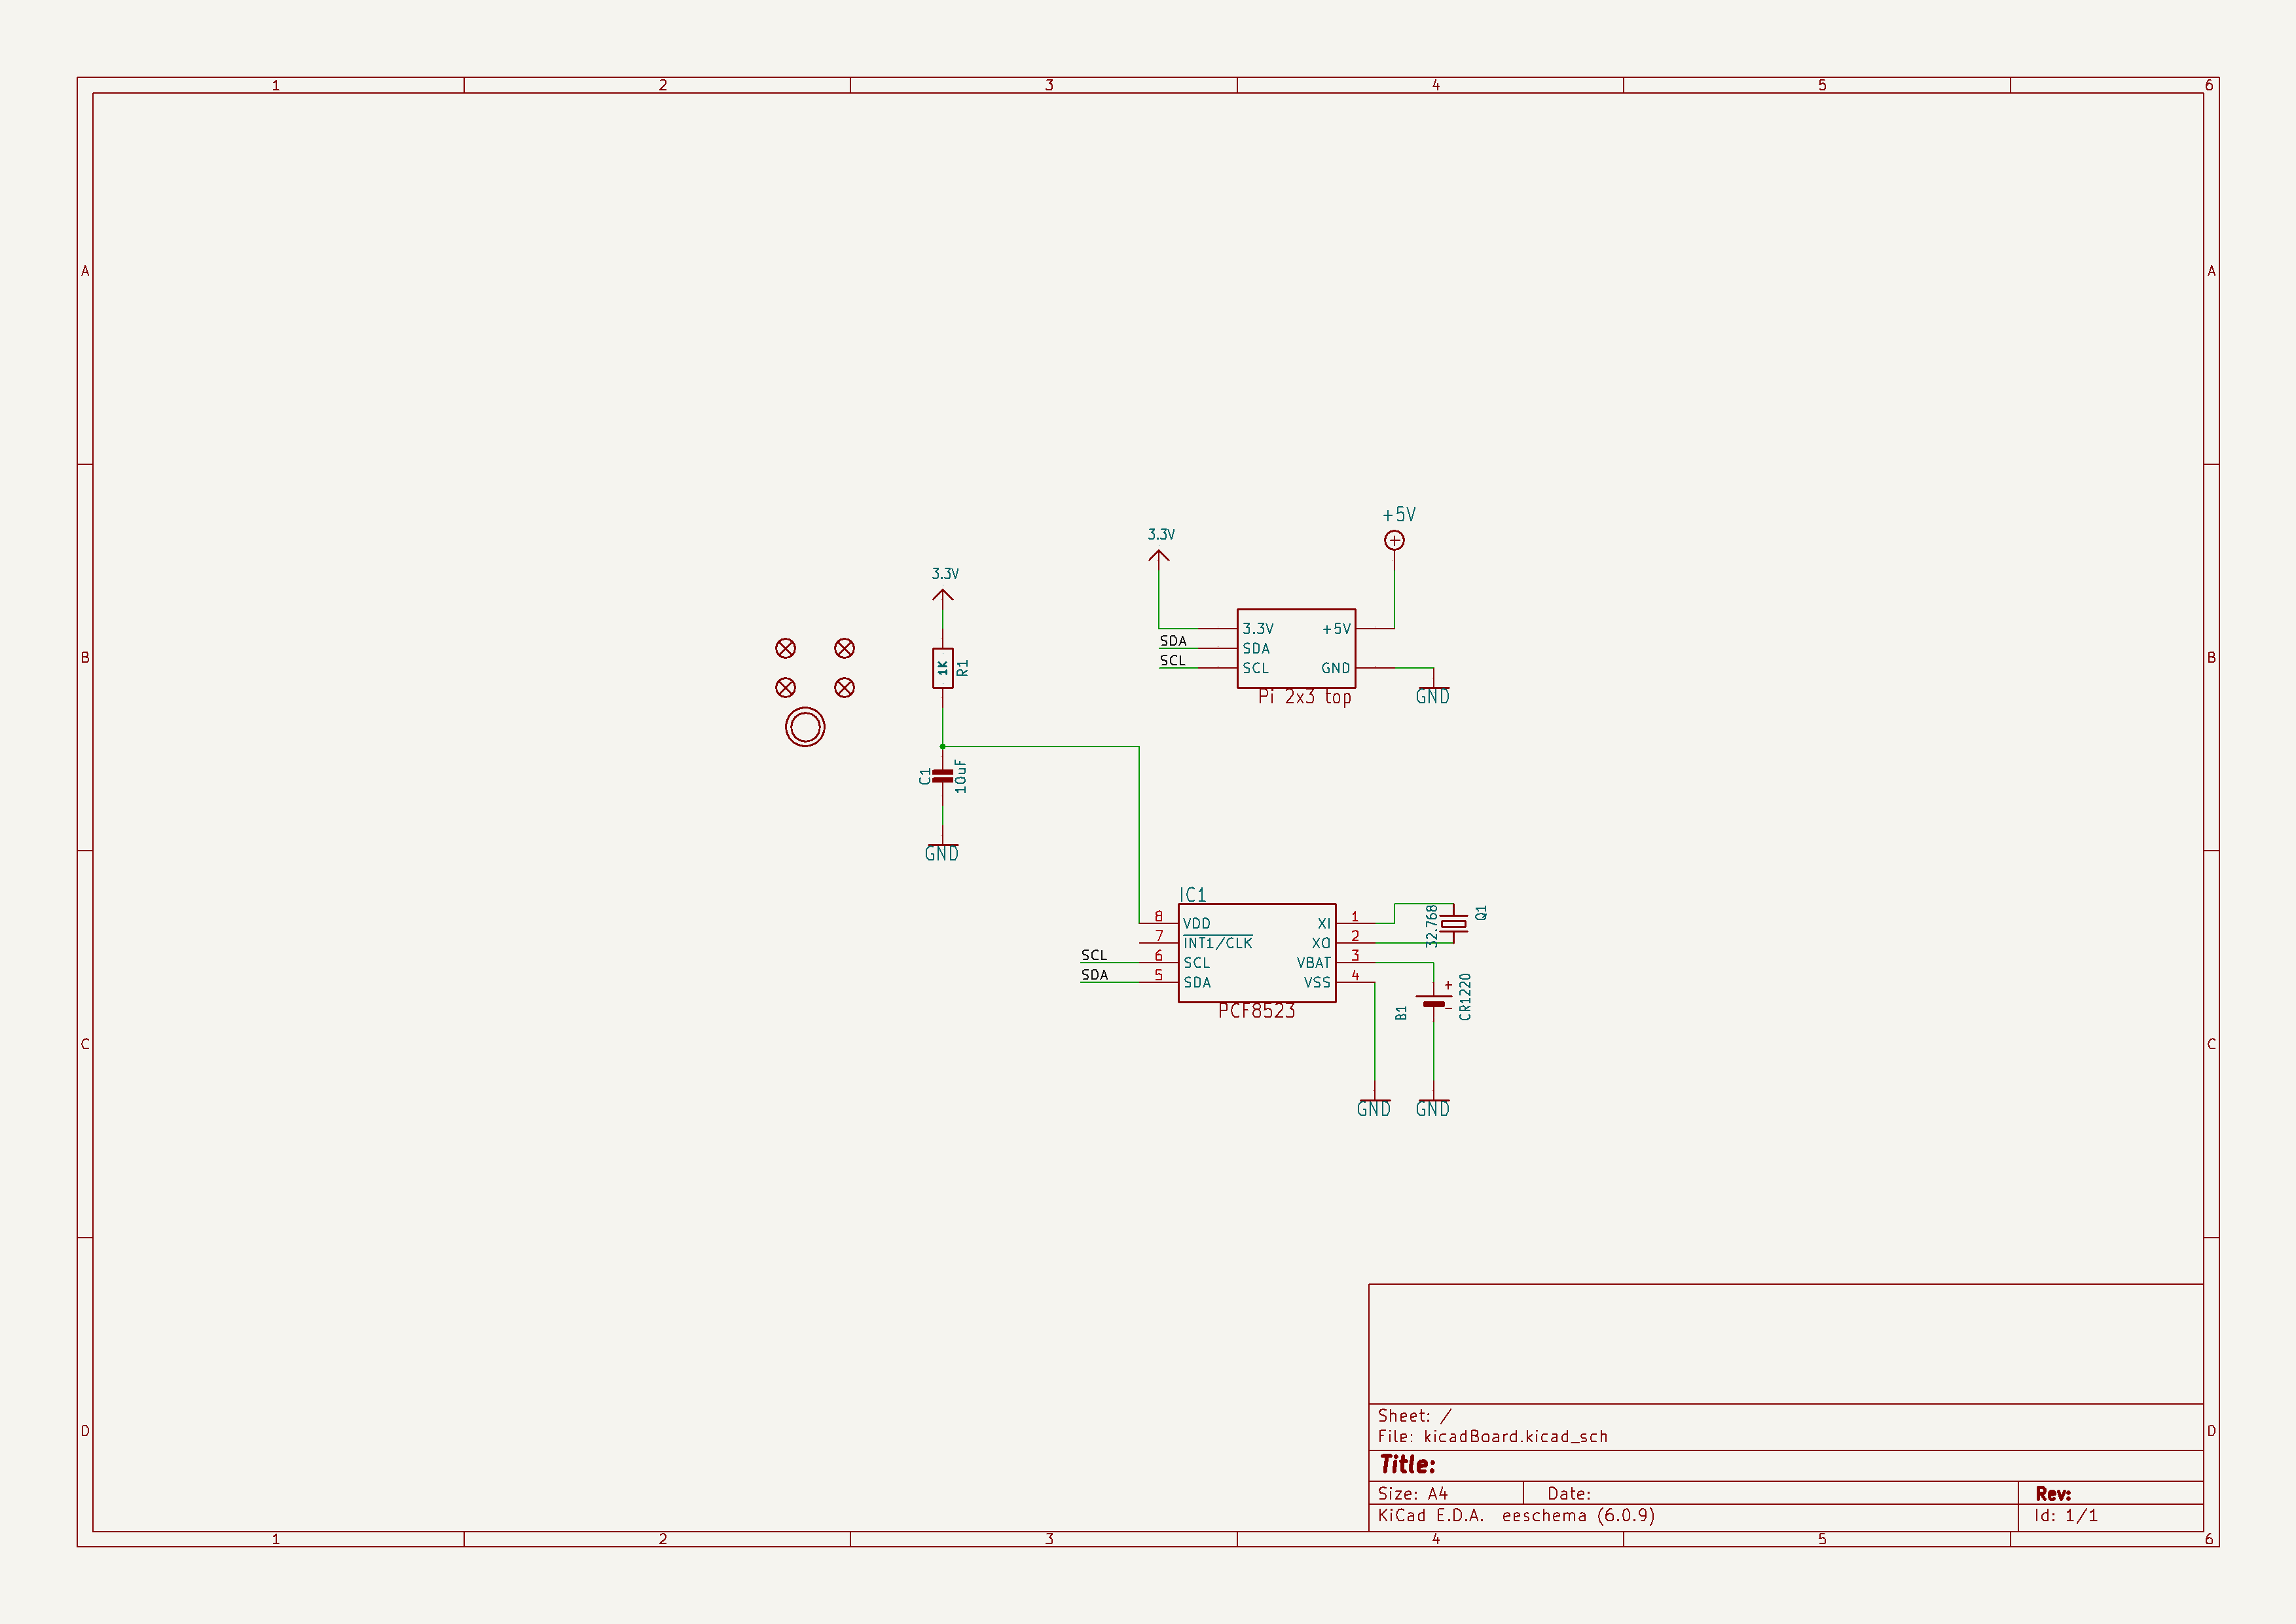 1 2 3 4 5 6
A A
+5V
3.3V
3.3V
3.3V +5V
SDA
SDA
SCL
SCL GND
B B
1K R1
Pi 2x3 top GND
C1 10uF
GND
IC1
32.768 Q1
8 VDD XI 1
7 INT1/CLK XO 2
SCL
6 SCL VBAT 3
SDA
5 SDA VSS 4
+
-
B1 CR1220
PCF8523
C C
GND GND
Sheet: /
File: kicadBoard.kicad_sch
D D
Title:
Size: A4 Date: Rev:
KiCad E.D.A. eeschema (6.0.9) Id: 1/1
1 2 3 4 5 6